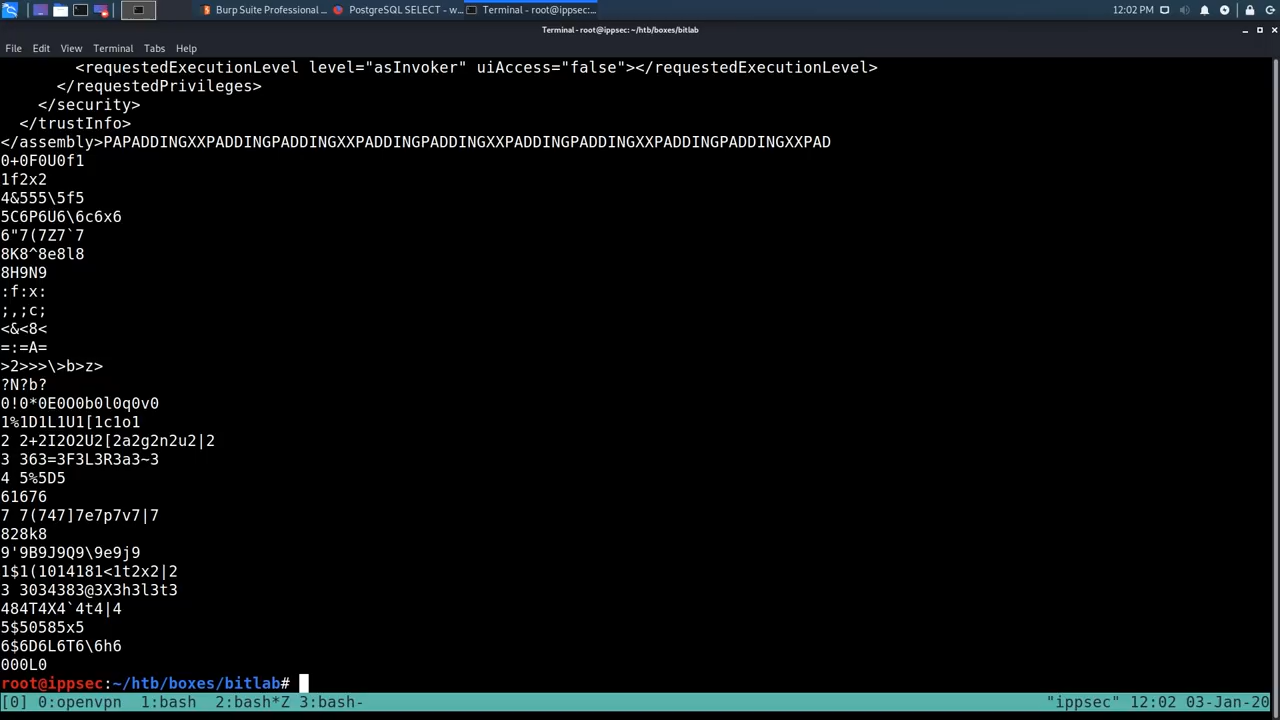 Burp Suite Professional ...
PostgreSQL SELECT - w...
Terminal - root@ippsec:...
12:02 PM
Terminal - root@ippsec:~/htb/boxes/bitlab
File Edit View Terminal Tabs Help
<requestedExecutionLevel level="asInvoker" uiAccess="false"></requestedExecutionLevel>
</requestedPrivileges>
</security>
</trustInfo>
</assembly>PAPADDINGXXPADDINGPADDINGXXPADDINGPADDINGXXPADDINGPADDINGXXPADDINGPADDINGXXPAD
0+0F0U0f1
1f2x2
4&555\5f5
5C6P6U6\6c6x6
6"7(7Z7`7
8K8^8e8l8
8H9N9
:f:x:
;,;c;
<&<8<
=:=A=
>2>>>\>b>z>
?N?b?
0!0*0E0O0b0l0q0v0
1%1D1L1U1[1c1o1
2 2+2I2O2U2[2a2g2n2u2|2
3 363=3F3L3R3a3~3
4 5%5D5
61676
7 7(747]7e7p7v7|7
828k8
9'9B9J9Q9\9e9j9
1$1(1014181<1t2x2|2
3 3034383@3X3h3l3t3
484T4X4`4t4|4
5$50585x5
6$6D6L6T6\6h6
000L0
root@ippsec:~/htb/boxes/bitlab#
[0] 0:openvpn 1:bash 2:bash*Z 3:bash- "ippsec" 12:02 03-Jan-20